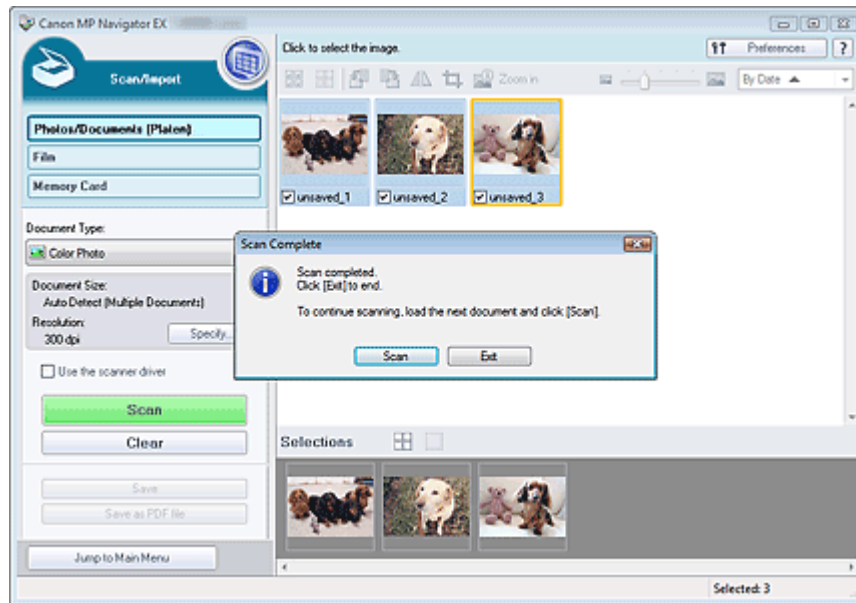 Canon MP Navigator EX
Scan/Import
Click to select the image.
Preferences
?
Zoom in
By Date
Photos/Documents (Platen)
Film
Memory Card
unsaved_1
unsaved_2
unsaved_3
Document Type:
Color Photo
Document Size:
Auto Detect (Multiple Documents)
Resolution:
300 dpi
Specify...
Use the scanner driver
Scan
Clear
Save
Save as PDF file
Jump to Main Menu
Scan Complete
Scan completed.
Click [Exit] to end.
To continue scanning, load the next document and click [Scan].
Scan
Exit
Selections
Selected: 3